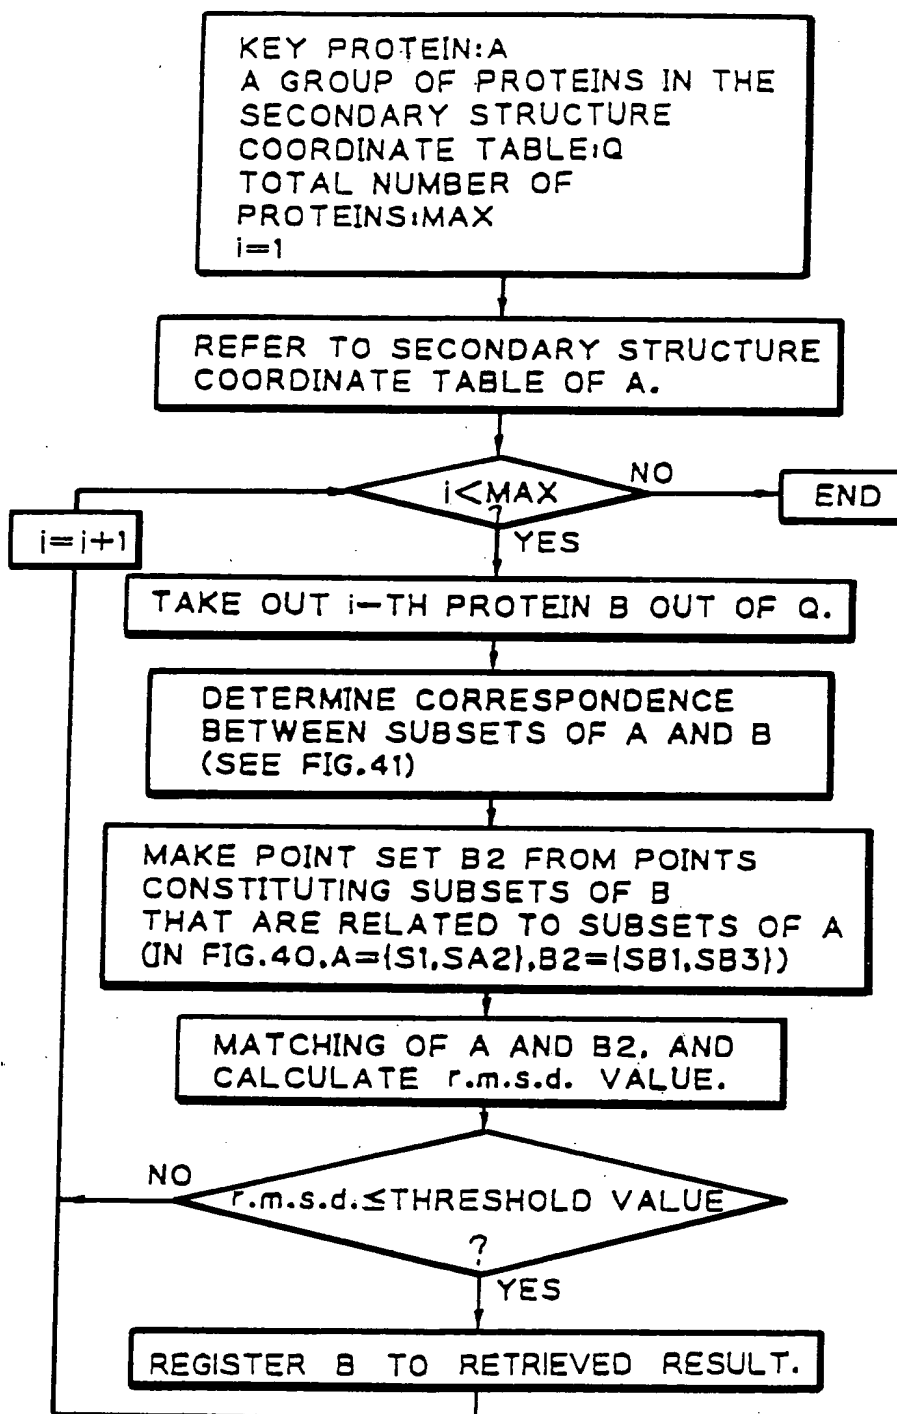 KEY PROTEIN:A
A GROUP OF PROTEINS IN THE
SECONDARY STRUCTURE
COORDINATE TABLE:Q
TOTAL NUMBER OF
PROTEINS:MAX
i=1
REFER TO SECONDARY STRUCTURE
COORDINATE TABLE OF A.
i<MAX
?
NO
END
YES
i=i+1
TAKE OUT i-TH PROTEIN B OUT OF Q.
DETERMINE CORRESPONDENCE
BETWEEN SUBSETS OF A AND B
(SEE FIG.41)
MAKE POINT SET B2 FROM POINTS
CONSTITUTING SUBSETS OF B
THAT ARE RELATED TO SUBSETS OF A
(IN FIG.40.A={S1,SA2},B2={SB1,SB3})
MATCHING OF A AND B2, AND
CALCULATE r.m.s.d. VALUE.
NO
r.m.s.d.≤THRESHOLD VALUE
?
YES
REGISTER B TO RETRIEVED RESULT.